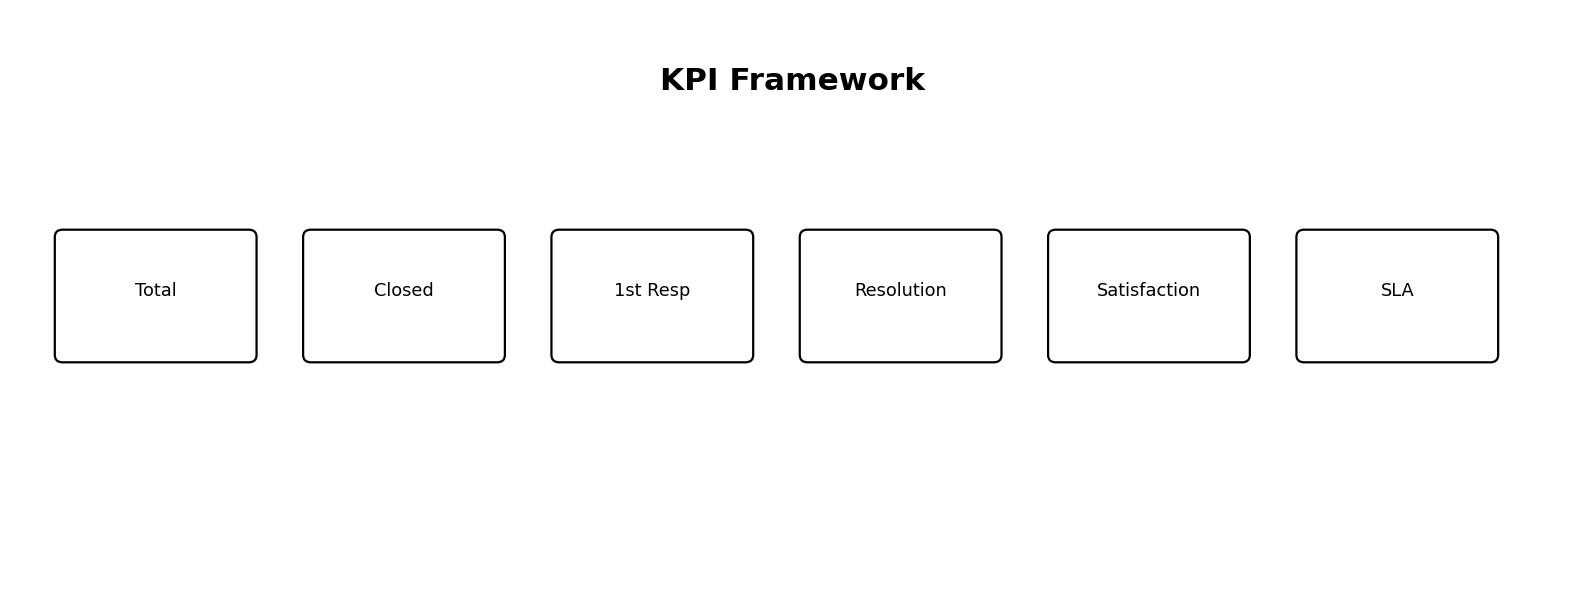 KPI Framework
Total
Closed
1st Resp
Resolution
Satisfaction
SLA